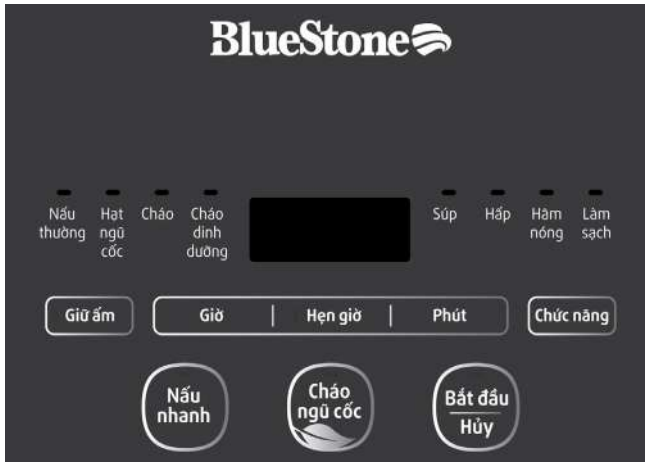 BlueStone
Nấu thường
Hạt ngũ cốc
Cháo
Cháo dinh dưỡng
Súp
Hấp
Hâm nóng
Làm sạch
Giữ ấm
Giờ | Hẹn giờ | Phút
Chức năng
Nấu nhanh
Cháo ngũ cốc
Bắt đầu
Hủy